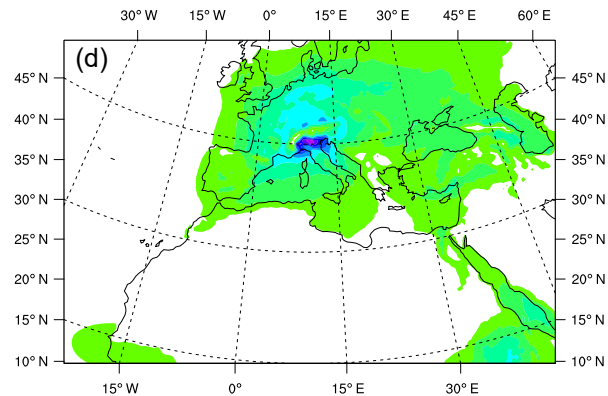 30° W 15° W 0° 15° E 30° E 45° E 60° E
(d)
45° N 45° N
40° N 40° N
35° N 35° N
30° N 30° N
25° N 25° N
20° N 20° N
15° N 15° N
10° N 10° N
15° W 0° 15° E 30° E